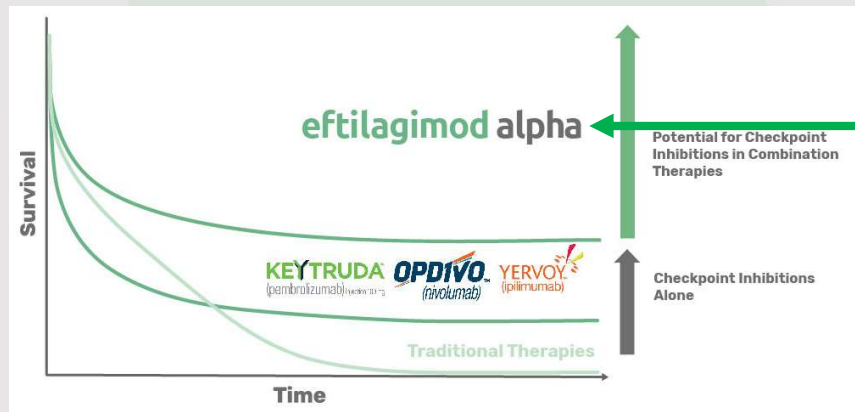 eftilagimod alpha
Potential for Checkpoint
Inhibitions in Combination
Therapies
Survival
KEYTRUDA
(pembrolizumab)
OPDIVO
(nivolumab)
YERVOY
(ipilimumab)
Checkpoint Inhibitions
Alone
Traditional Therapies
Time